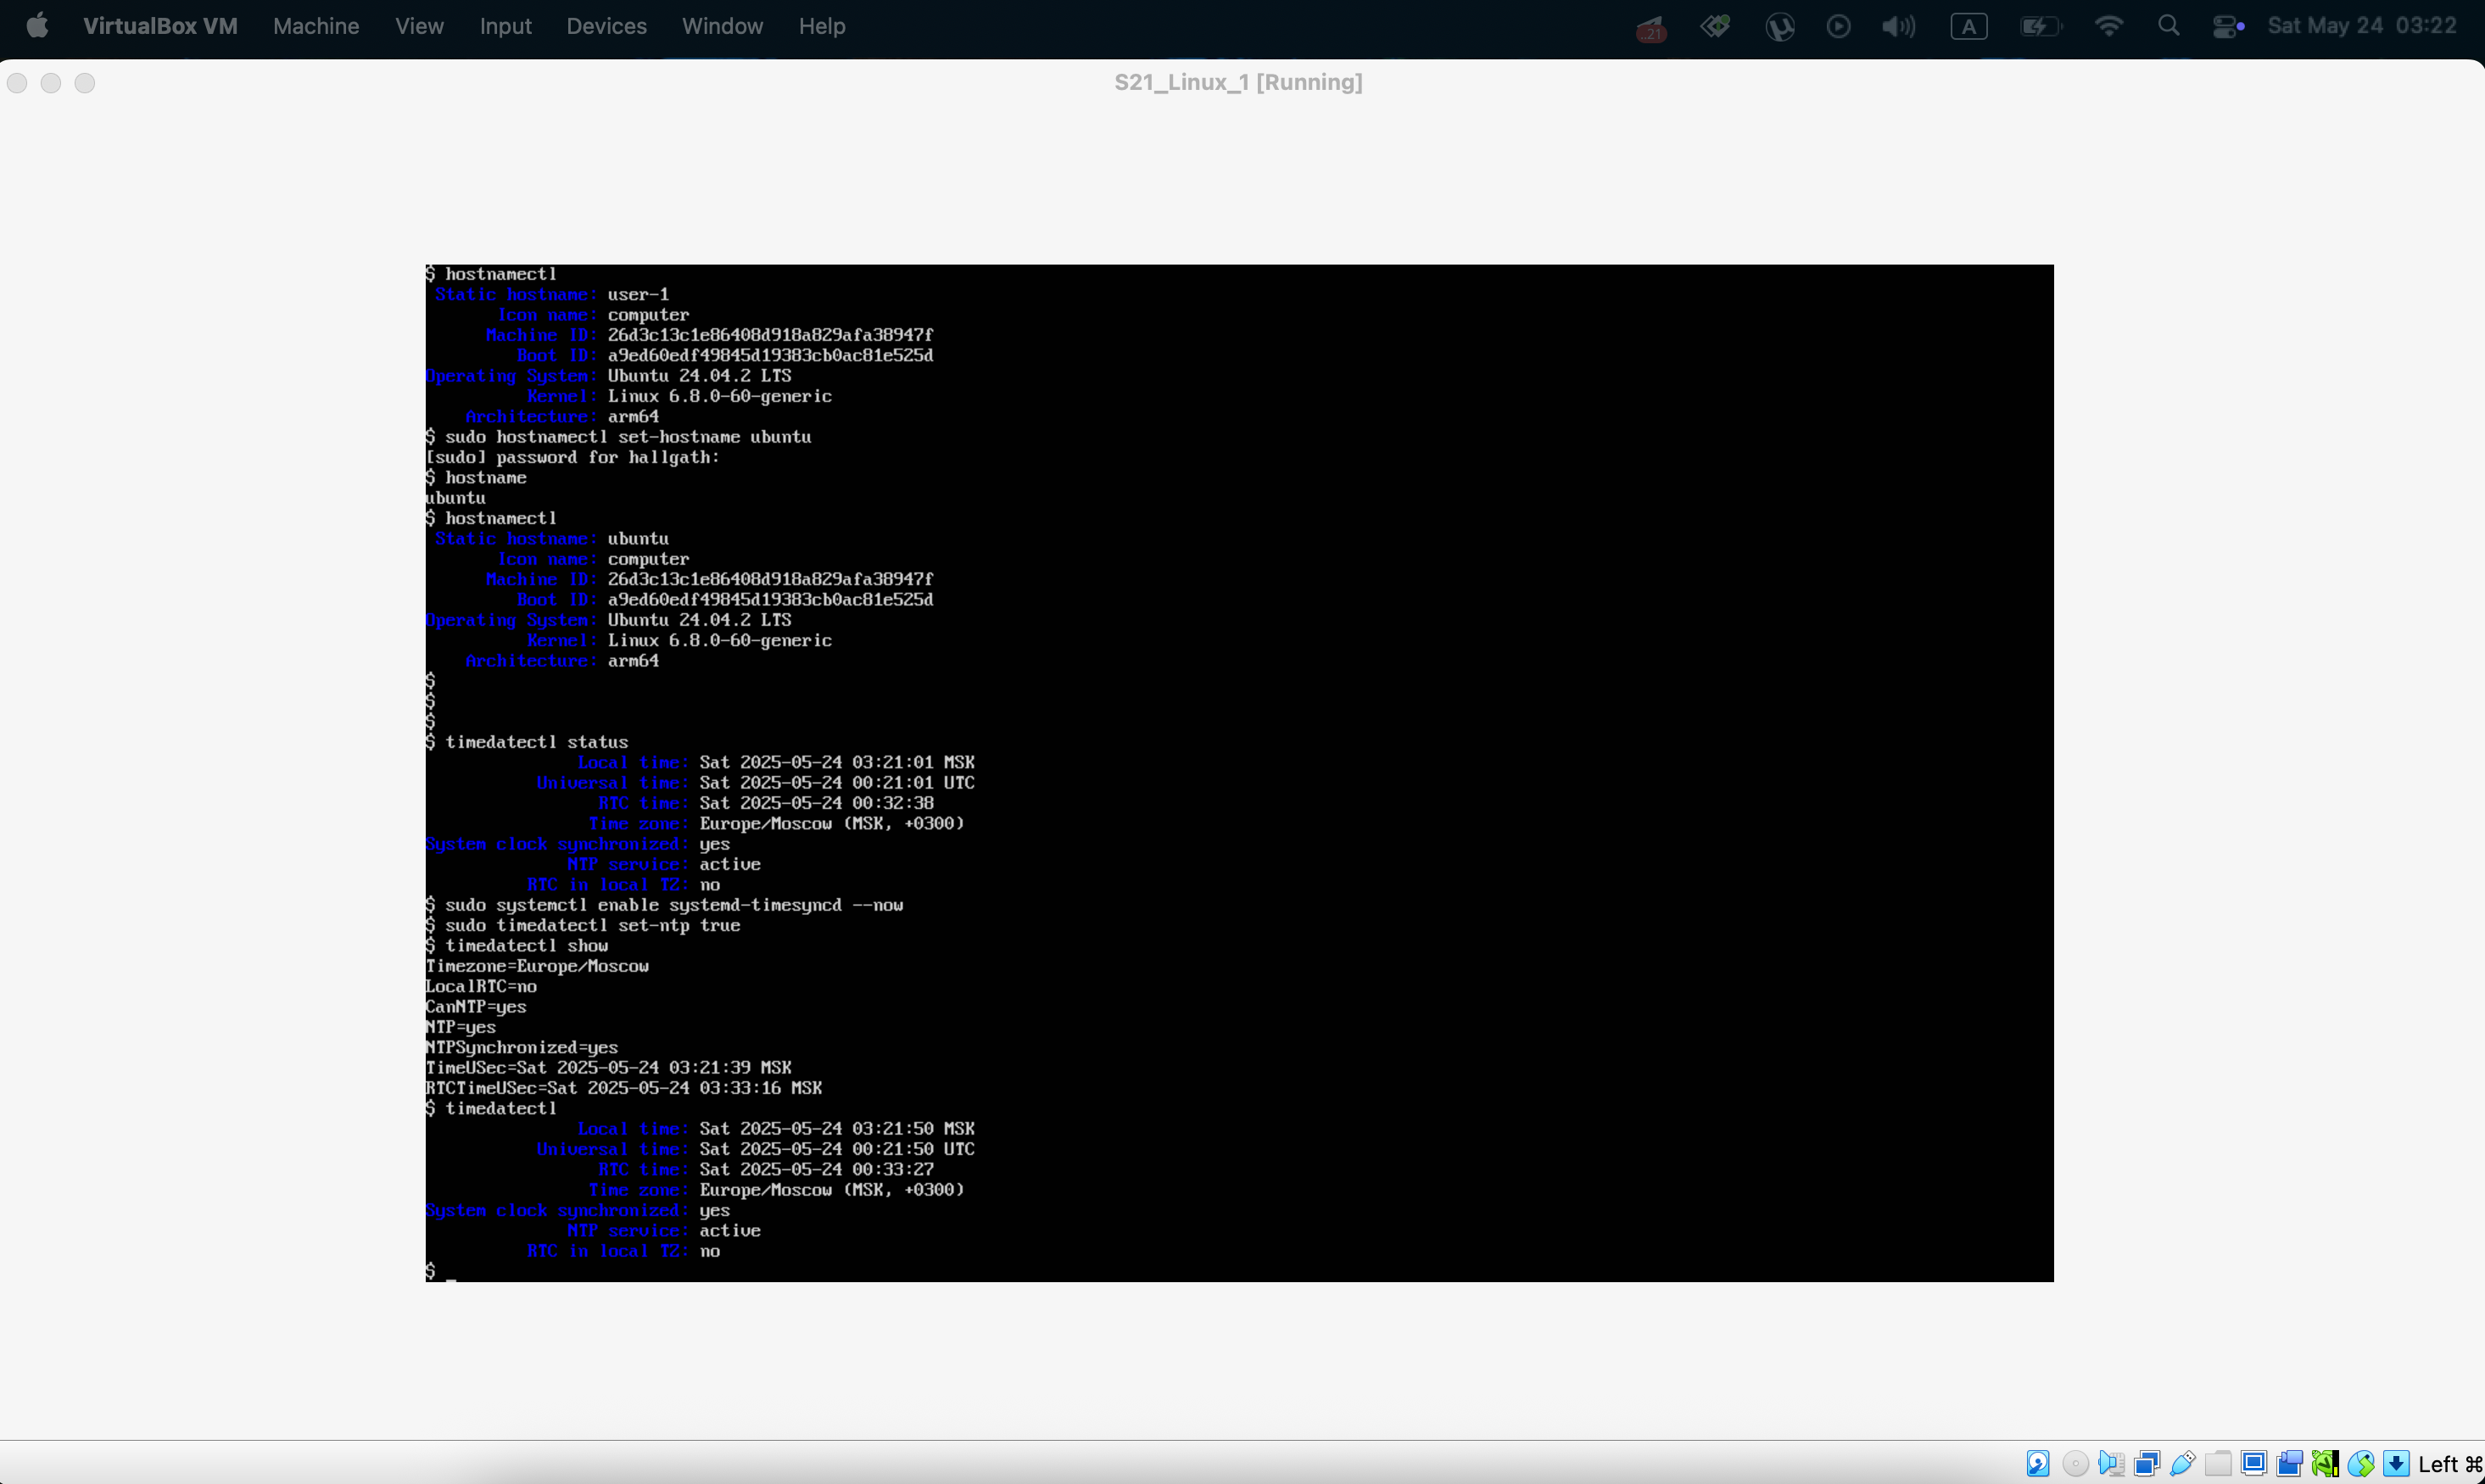 VirtualBox VM Machine View Input Devices Window Help ..21 A Sat May 24 03:22
S21_Linux_1 [Running]
$ hostnamectl
Static hostname: user-1
Icon name: computer
Machine ID: 26d3c13c1e86408d918a829afa38947f
Boot ID: a9ed60edf49845d19383cb0ac81e525d
Operating System: Ubuntu 24.04.2 LTS
Kernel: Linux 6.8.0-60-generic
Architecture: arm64
$ sudo hostnamectl set-hostname ubuntu
[sudo] password for hallgath:
$ hostname
ubuntu
$ hostnamectl
Static hostname: ubuntu
Icon name: computer
Machine ID: 26d3c13c1e86408d918a829afa38947f
Boot ID: a9ed60edf49845d19383cb0ac81e525d
Operating System: Ubuntu 24.04.2 LTS
Kernel: Linux 6.8.0-60-generic
Architecture: arm64
$
$
$
$ timedatectl status
Local time: Sat 2025-05-24 03:21:01 MSK
Universal time: Sat 2025-05-24 00:21:01 UTC
RTC time: Sat 2025-05-24 00:32:38
Time zone: Europe/Moscow (MSK, +0300)
System clock synchronized: yes
NTP service: active
RTC in local TZ: no
$ sudo systemctl enable systemd-timesyncd --now
$ sudo timedatectl set-ntp true
$ timedatectl show
Timezone=Europe/Moscow
LocalRTC=no
CanNTP=yes
NTP=yes
NTPSynchronized=yes
TimeUSec=Sat 2025-05-24 03:21:39 MSK
RTCTimeUSec=Sat 2025-05-24 03:33:16 MSK
$ timedatectl
Local time: Sat 2025-05-24 03:21:50 MSK
Universal time: Sat 2025-05-24 00:21:50 UTC
RTC time: Sat 2025-05-24 00:33:27
Time zone: Europe/Moscow (MSK, +0300)
System clock synchronized: yes
NTP service: active
RTC in local TZ: no
$ _
Left ⌘